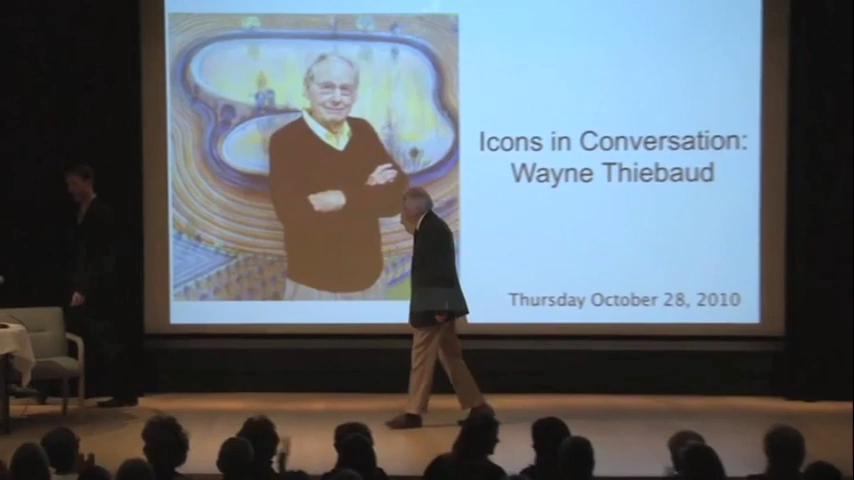 Icons in Conversation:
Wayne Thiebaud
Thursday October 28, 2010